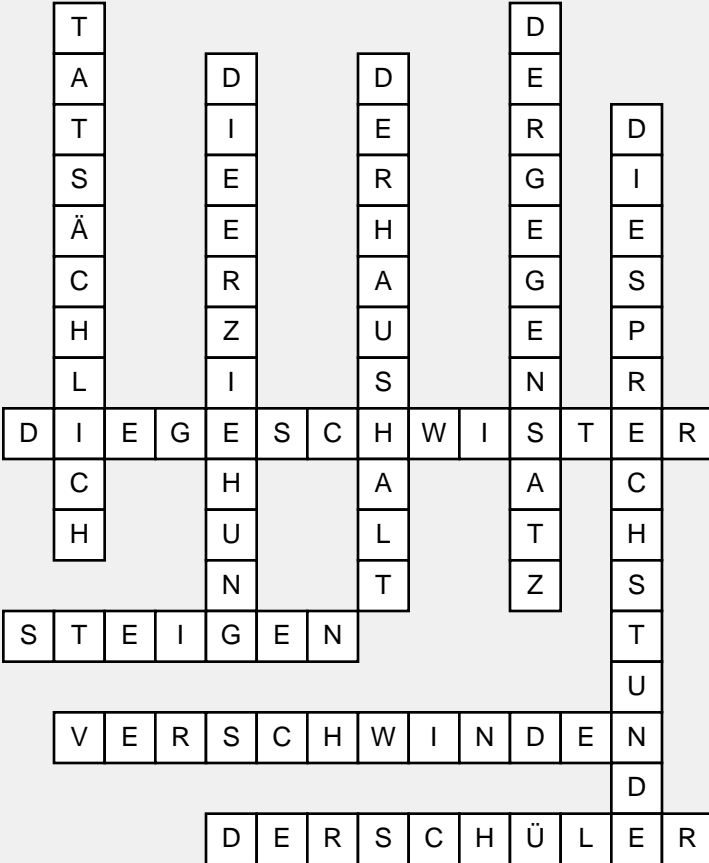 TATSÄCHLICH
DERGEGENSATZ
DIEERZIEHUNG
DERHAUSHALT
DIESPRECHSTUNDE
DIEGESCHWISTER
STEIGEN
VERSCHWINDEN
DERSCHÜLER